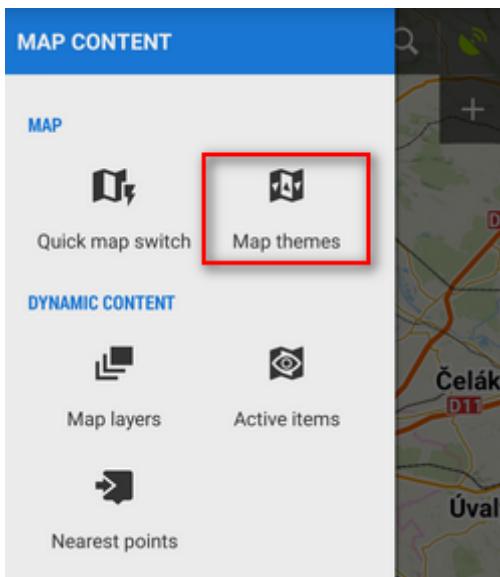 MAP CONTENT
MAP
Quick map switch
Map themes
DYNAMIC CONTENT
Map layers
Active items
Nearest points
Čelák
D11
Úval